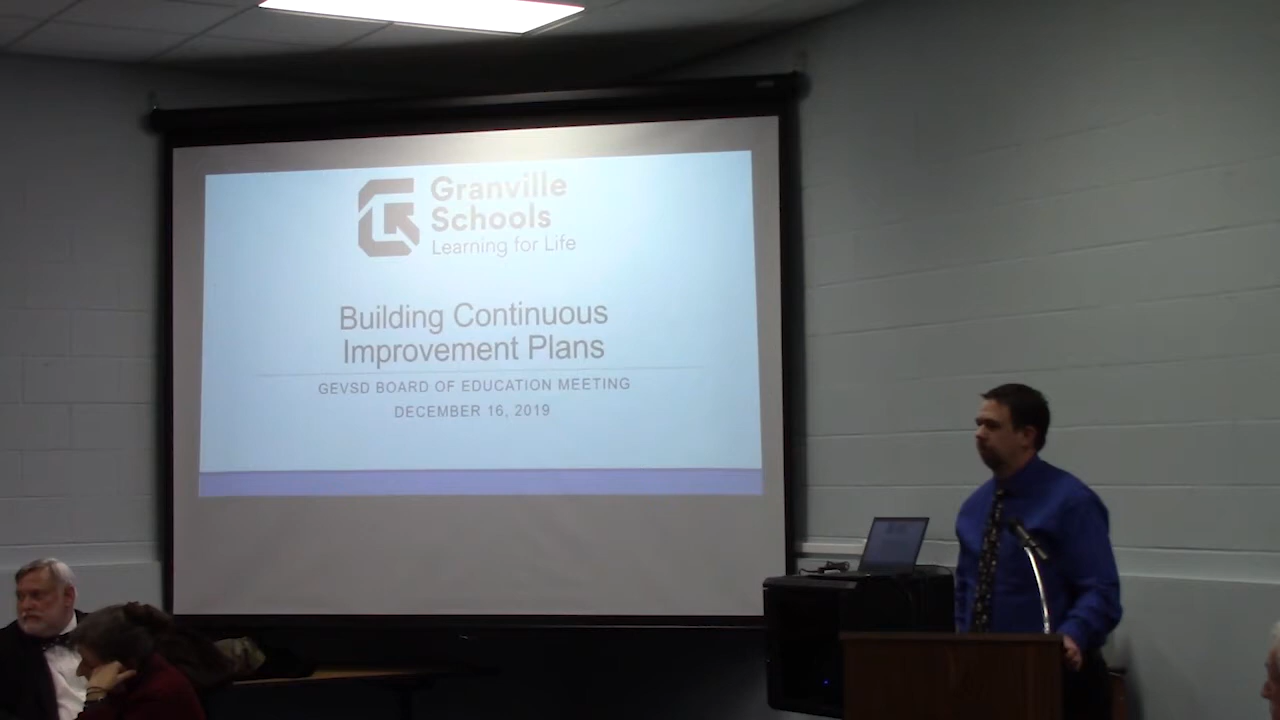 Granville
Schools
Learning for Life
Building Continuous
Improvement Plans
GEVSD BOARD OF EDUCATION MEETING
DECEMBER 16, 2019